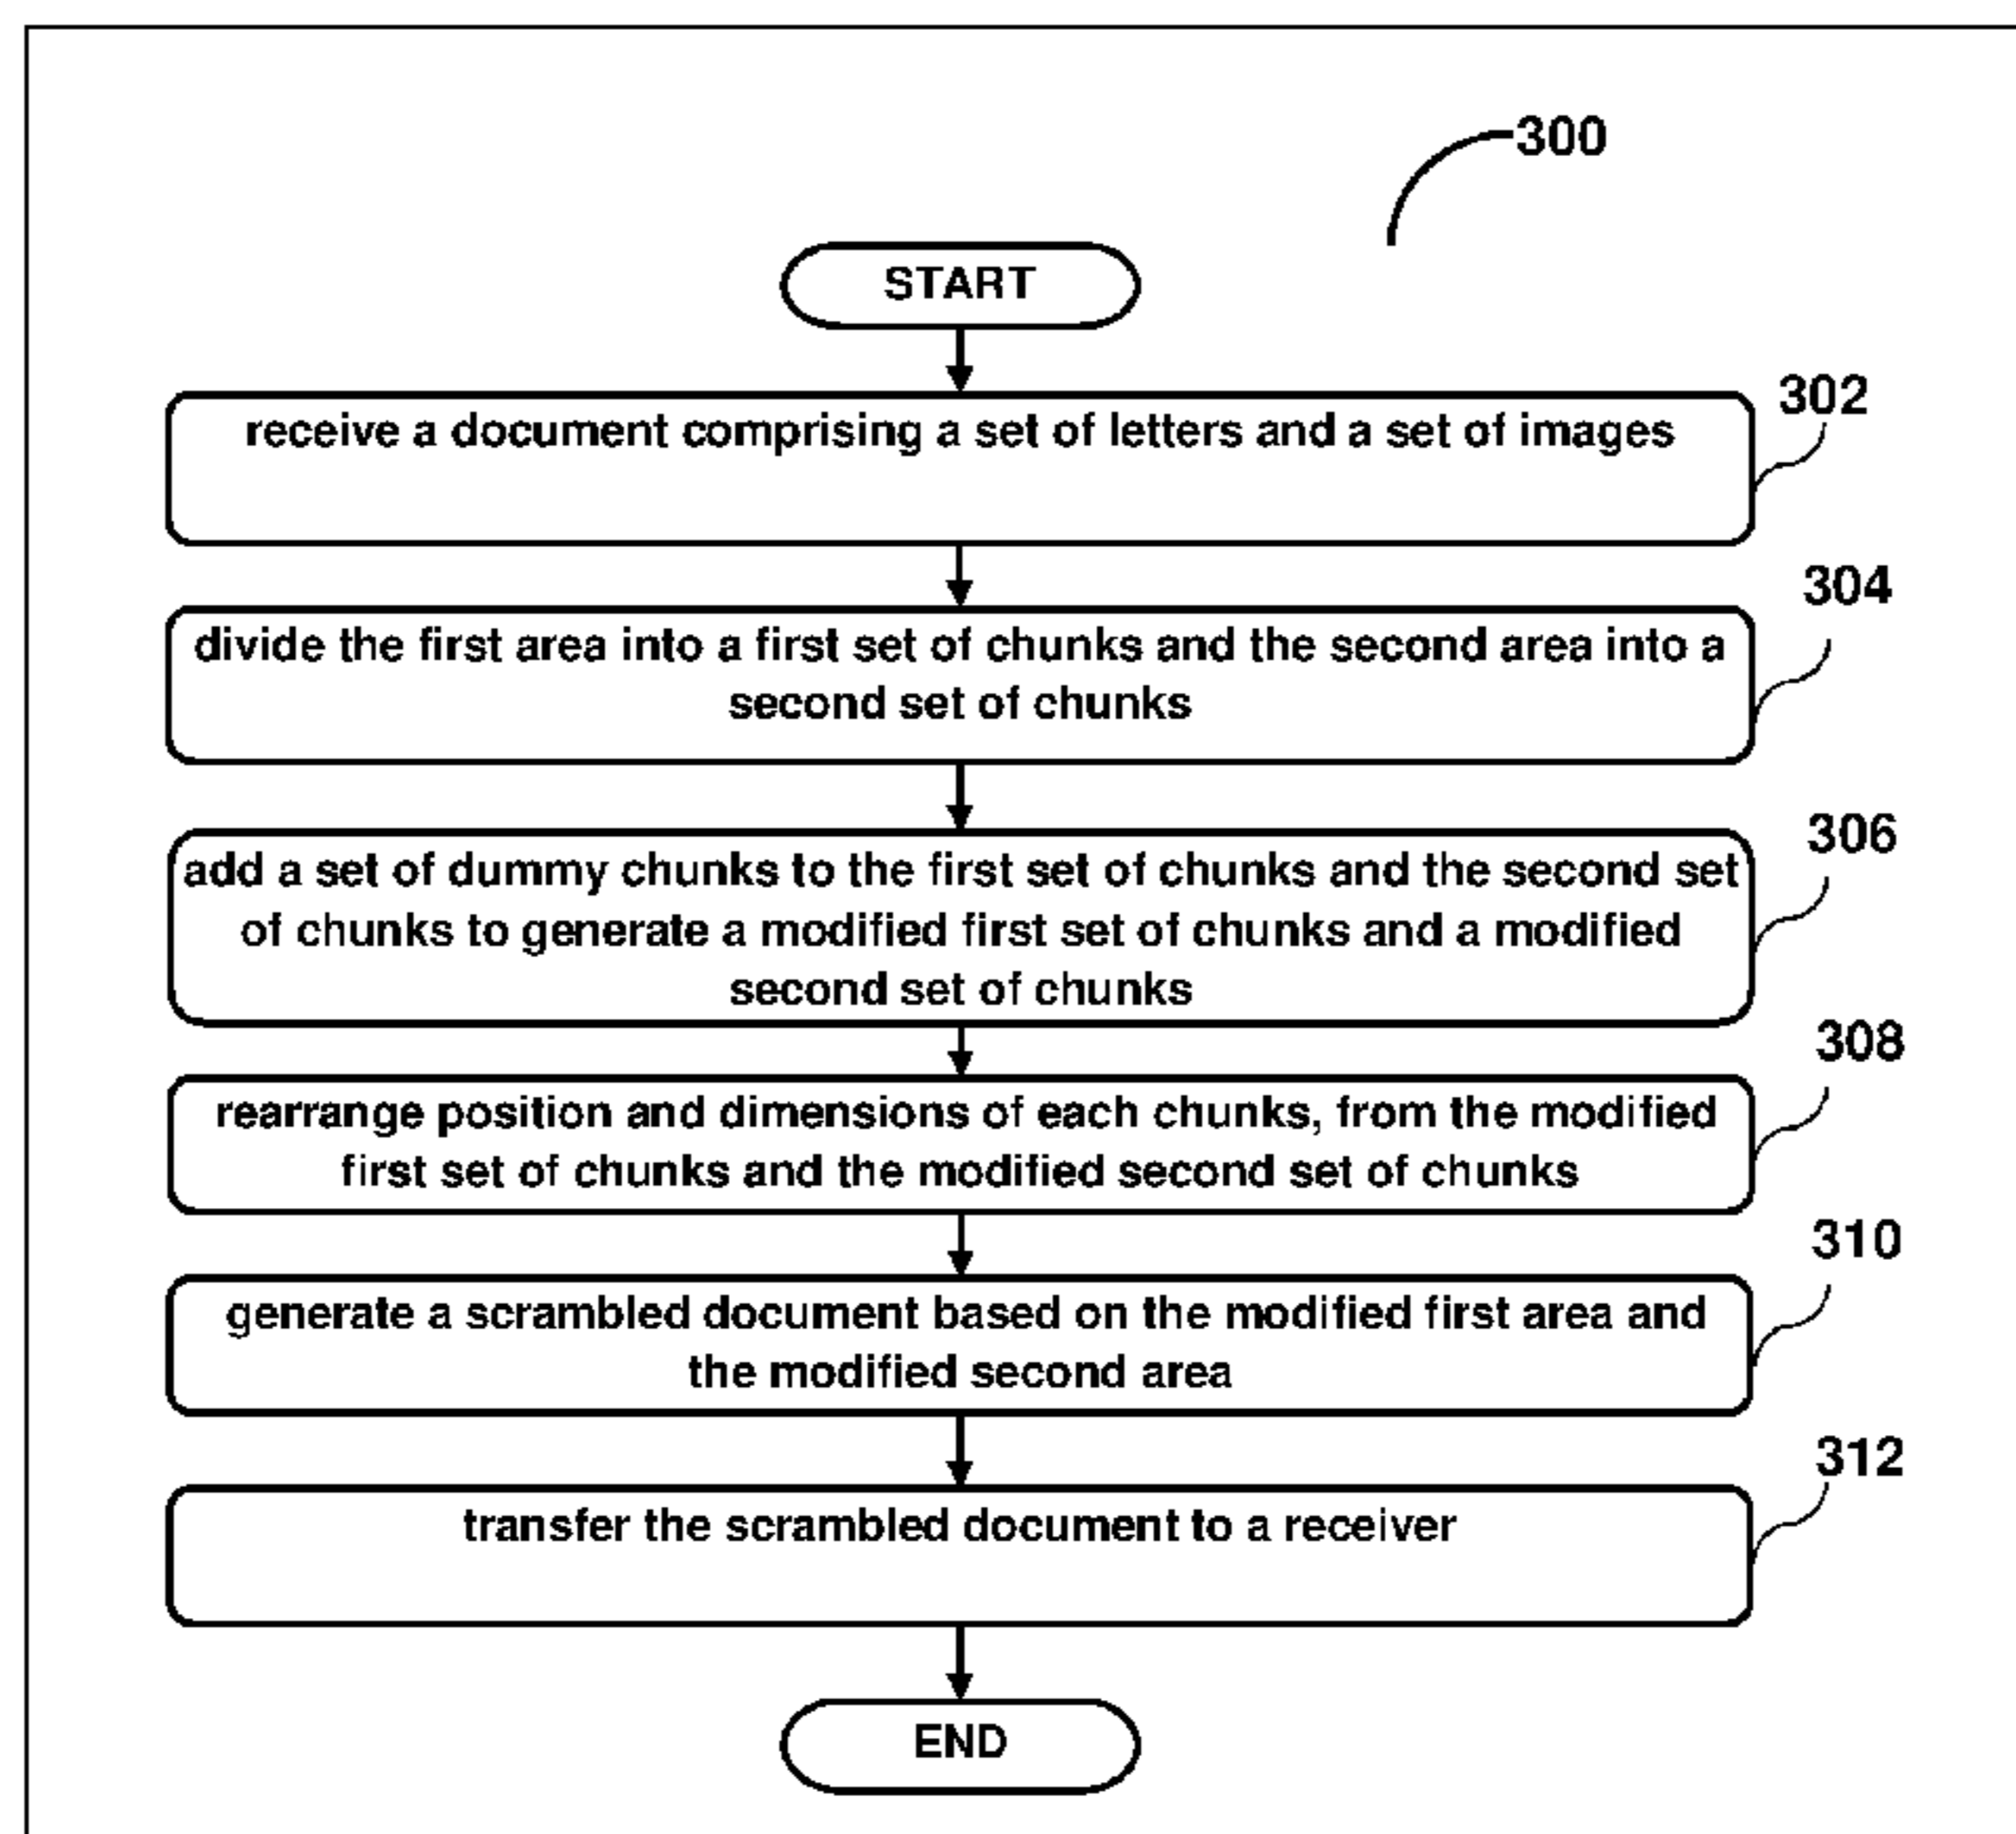 300
START
302
receive a document comprising a set of letters and a set of images
304
divide the first area into a first set of chunks and the second area into a
second set of chunks
306
add a set of dummy chunks to the first set of chunks and the second set
of chunks to generate a modified first set of chunks and a modified
second set of chunks
308
rearrange position and dimensions of each chunks, from the modified
first set of chunks and the modified second set of chunks
310
generate a scrambled document based on the modified first area and
the modified second area
312
transfer the scrambled document to a receiver
END